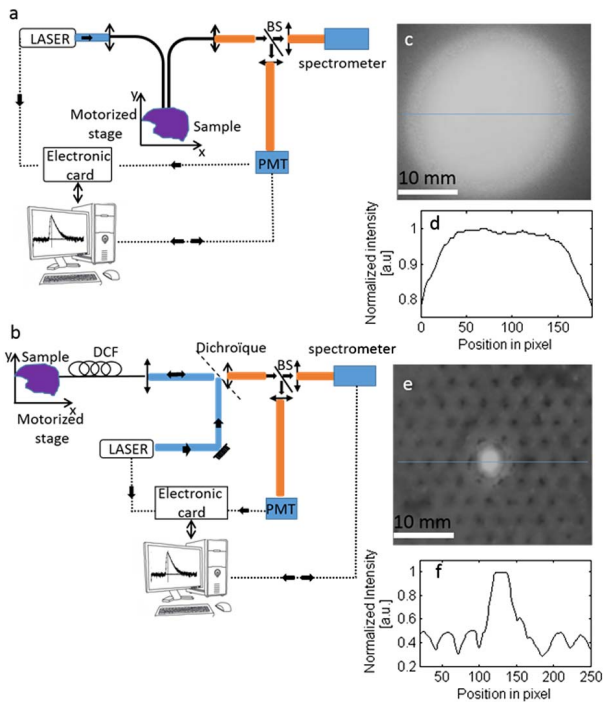 a
LASER
BS
spectrometer
y
Motorized
stage
Sample
x
Electronic
card
PMT
b
y
Sample
DCF
x
Motorized
stage
Dichroïque
BS
spectrometer
LASER
Electronic
card
PMT
c
10 mm
d
Normalized intensity
[a.u]
1
0.9
0.8
0
50
100
150
Position in pixel
e
10 mm
f
Normalized Intensity
[a.u.]
1
0.8
0.6
0.4
0.2
50
100
150
200
250
Position in pixel